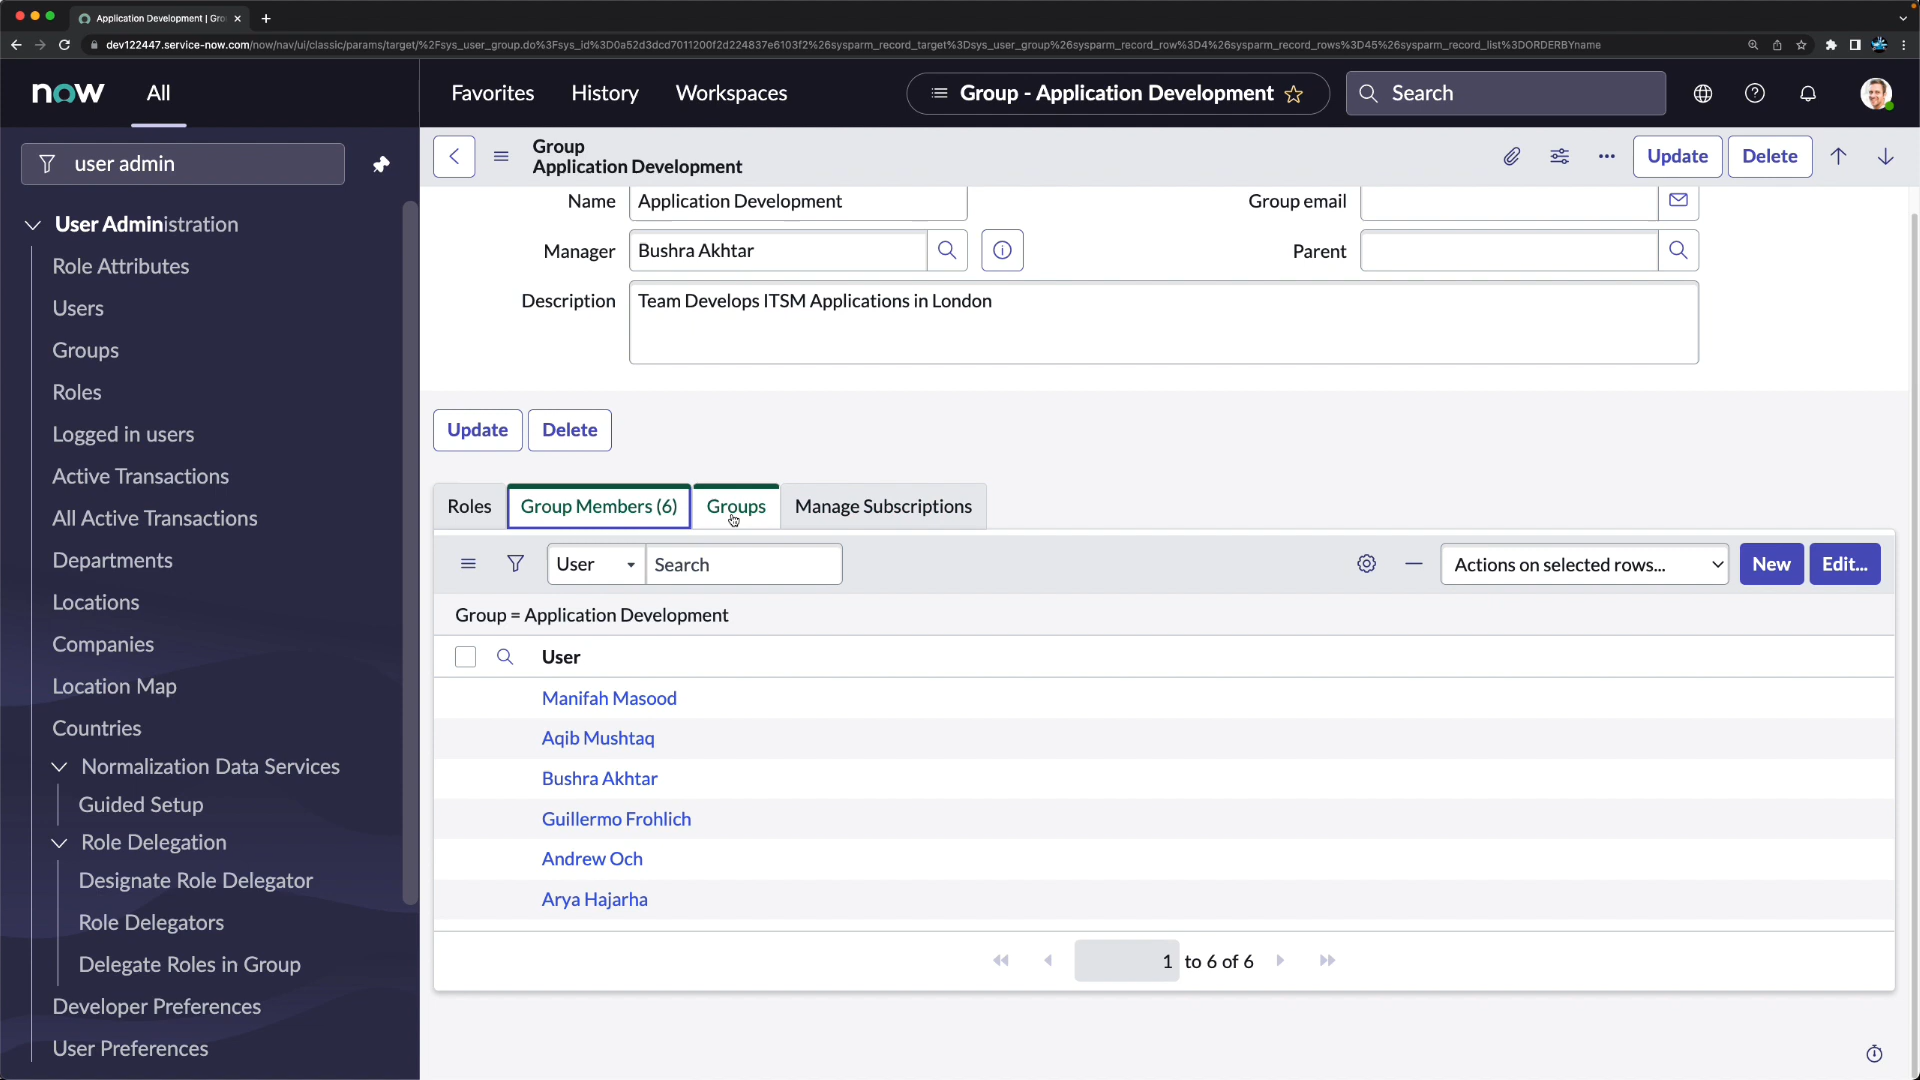 Application Development | Gro
dev122447.service-now.com/now/nav/ui/classic/params/target/%2Fsys_user_group.do%3Fsys_id%3D0a52d3dcd7011200f2d224837e6103f2%26sysparm_record_target%3Dsys_user_group%26sysparm_record_row%3D4%26sysparm_record_rows%3D45%26sysparm_record_list%3DORDERBYname
now All Favorites History Workspaces Group - Application Development Search
user admin
User Administration
Role Attributes
Users
Groups
Roles
Logged in users
Active Transactions
All Active Transactions
Departments
Locations
Companies
Location Map
Countries
Normalization Data Services
Guided Setup
Role Delegation
Designate Role Delegator
Role Delegators
Delegate Roles in Group
Developer Preferences
User Preferences
Group
Application Development
Update Delete
Name Application Development Group email
Manager Bushra Akhtar Parent
Description Team Develops ITSM Applications in London
Update Delete
Roles Group Members (6) Groups Manage Subscriptions
User Search Actions on selected rows... New Edit...
Group = Application Development
User
Manifah Masood
Aqib Mushtaq
Bushra Akhtar
Guillermo Frohlich
Andrew Och
Arya Hajarha
1 to 6 of 6